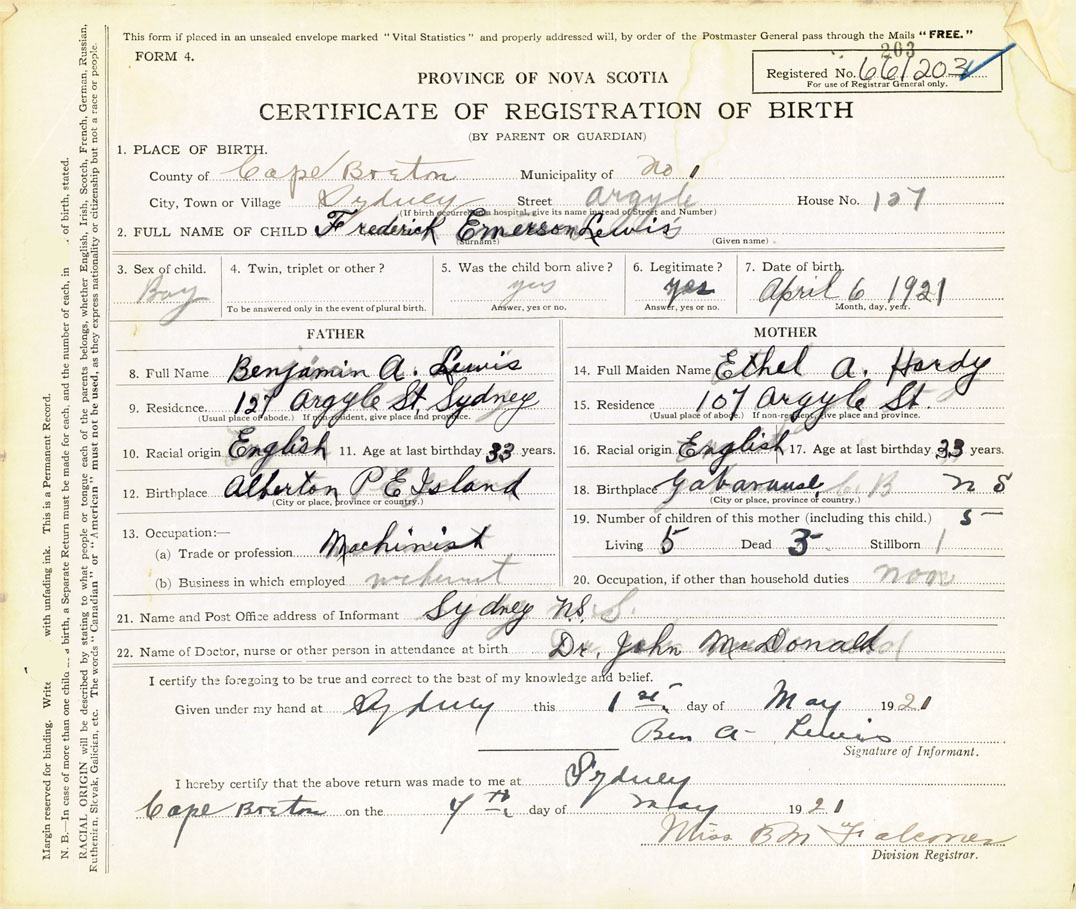 This form if placed in an unsealed envelope marked "Vital Statistics" and properly addressed will, by order of the Postmaster General pass through the Mails "FREE."
FORM 4.
203
Registered No. 66/203
For use of Registrar General only.
PROVINCE OF NOVA SCOTIA
CERTIFICATE OF REGISTRATION OF BIRTH
(BY PARENT OR GUARDIAN)
1. PLACE OF BIRTH.
County of Cape Breton Municipality of No 1
City, Town or Village Sydney Street Argyle House No. 127
(If birth occurred in hospital, give its name instead of Street and Number)
2. FULL NAME OF CHILD Frederick Emerson Lewis
(Surname) (Given name)
3. Sex of child. 4. Twin, triplet or other? 5. Was the child born alive? 6. Legitimate? 7. Date of birth.
Boy yes yes April 6 1921
To be answered only in the event of plural birth. Answer, yes or no. Answer, yes or no. Month, day, year.
FATHER MOTHER
8. Full Name Benjamin A. Lewis 14. Full Maiden Name Ethel A. Hardy
9. Residence 127 Argyle St, Sydney 15. Residence 107 Argyle St.
(Usual place of abode.) If non-resident, give place and province. (Usual place of abode.) If non-resident, give place and province.
10. Racial origin English 11. Age at last birthday 33 years. 16. Racial origin English 17. Age at last birthday 33 years.
12. Birthplace Alberton P E Island 18. Birthplace Gabarause, C B N S
(City or place, province or country.) (City or place, province or country.)
13. Occupation:— 19. Number of children of this mother (including this child.) 5
(a) Trade or profession Machinist Living 5 Dead 3 Stillborn 1
(b) Business in which employed 20. Occupation, if other than household duties
21. Name and Post Office address of Informant Sydney N.S.
22. Name of Doctor, nurse or other person in attendance at birth Dr. John McDonald
I certify the foregoing to be true and correct to the best of my knowledge and belief.
Given under my hand at Sydney this 1st day of May 1921
Ben A Lewis
Signature of Informant.
I hereby certify that the above return was made to me at Sydney
Cape Breton on the 4th day of May 1921
Miss B M Falconer
Division Registrar.
Margin reserved for binding. Write with unfading ink. This is a Permanent Record.
N. B.—In case of more than one child a birth, a Separate Return must be made for each, and the number of each, in of birth, stated.
RACIAL ORIGIN will be described by stating to what people or tongue each of the parents belongs, whether English, Irish, Scotch, French, German, Russian,
Ruthenian, Slovak, Galician, etc. The words "Canadian" or "American" must not be used, as they express nationality or citizenship but not a race or people.